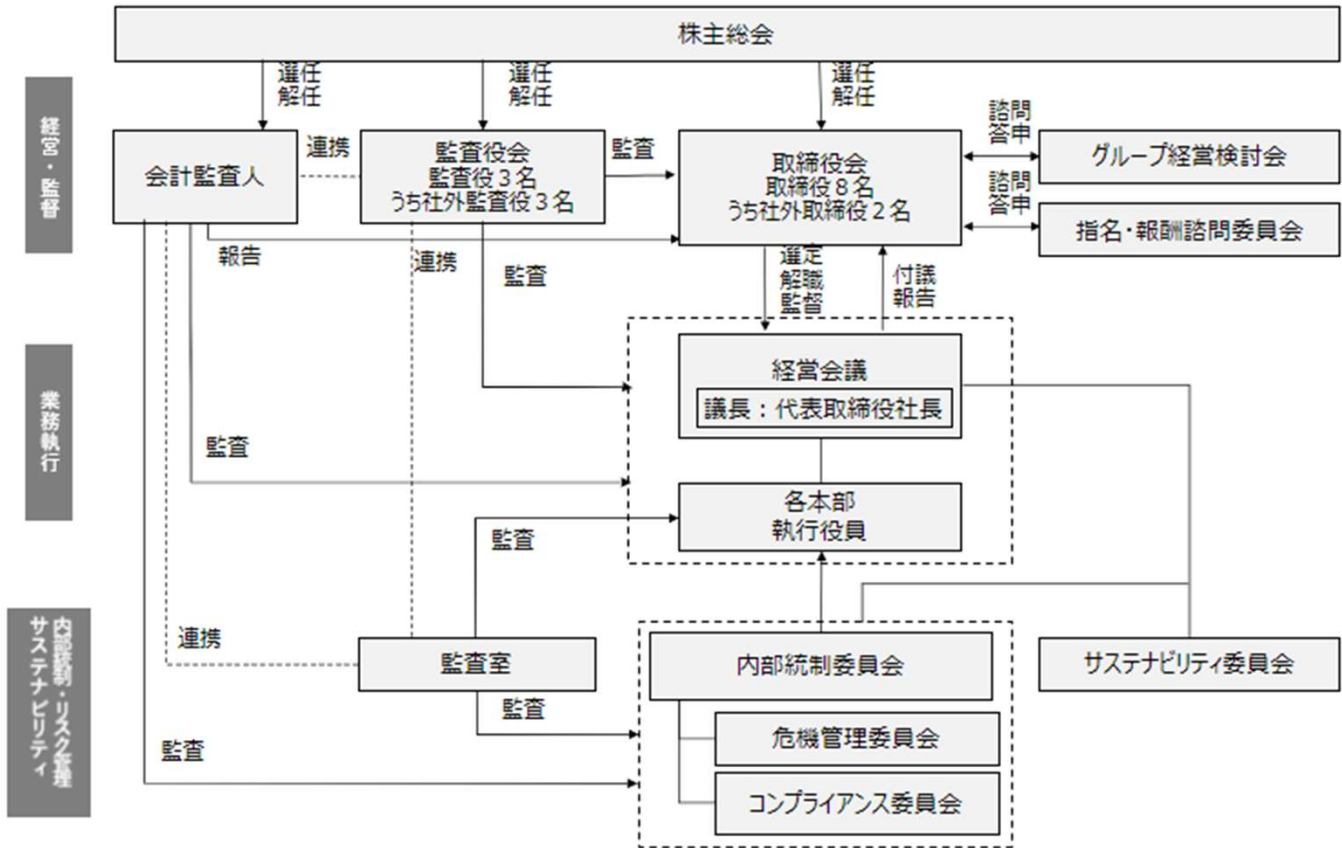 株主総会
選任
解任
選任
解任
選任
解任
経営・監督
会計監査人
連携
監査役会
監査役3名
うち社外監査役3名
監査
取締役会
取締役8名
うち社外取締役2名
諮問
答申
グループ経営検討会
諮問
答申
指名・報酬諮問委員会
報告
連携
監査
選定
解職
監督
付議
報告
業務執行
経営会議
議長：代表取締役社長
監査
各本部
執行役員
監査
内部統制・リスク管理
サステナビリティ
連携
監査室
内部統制委員会
サステナビリティ委員会
監査
危機管理委員会
監査
コンプライアンス委員会